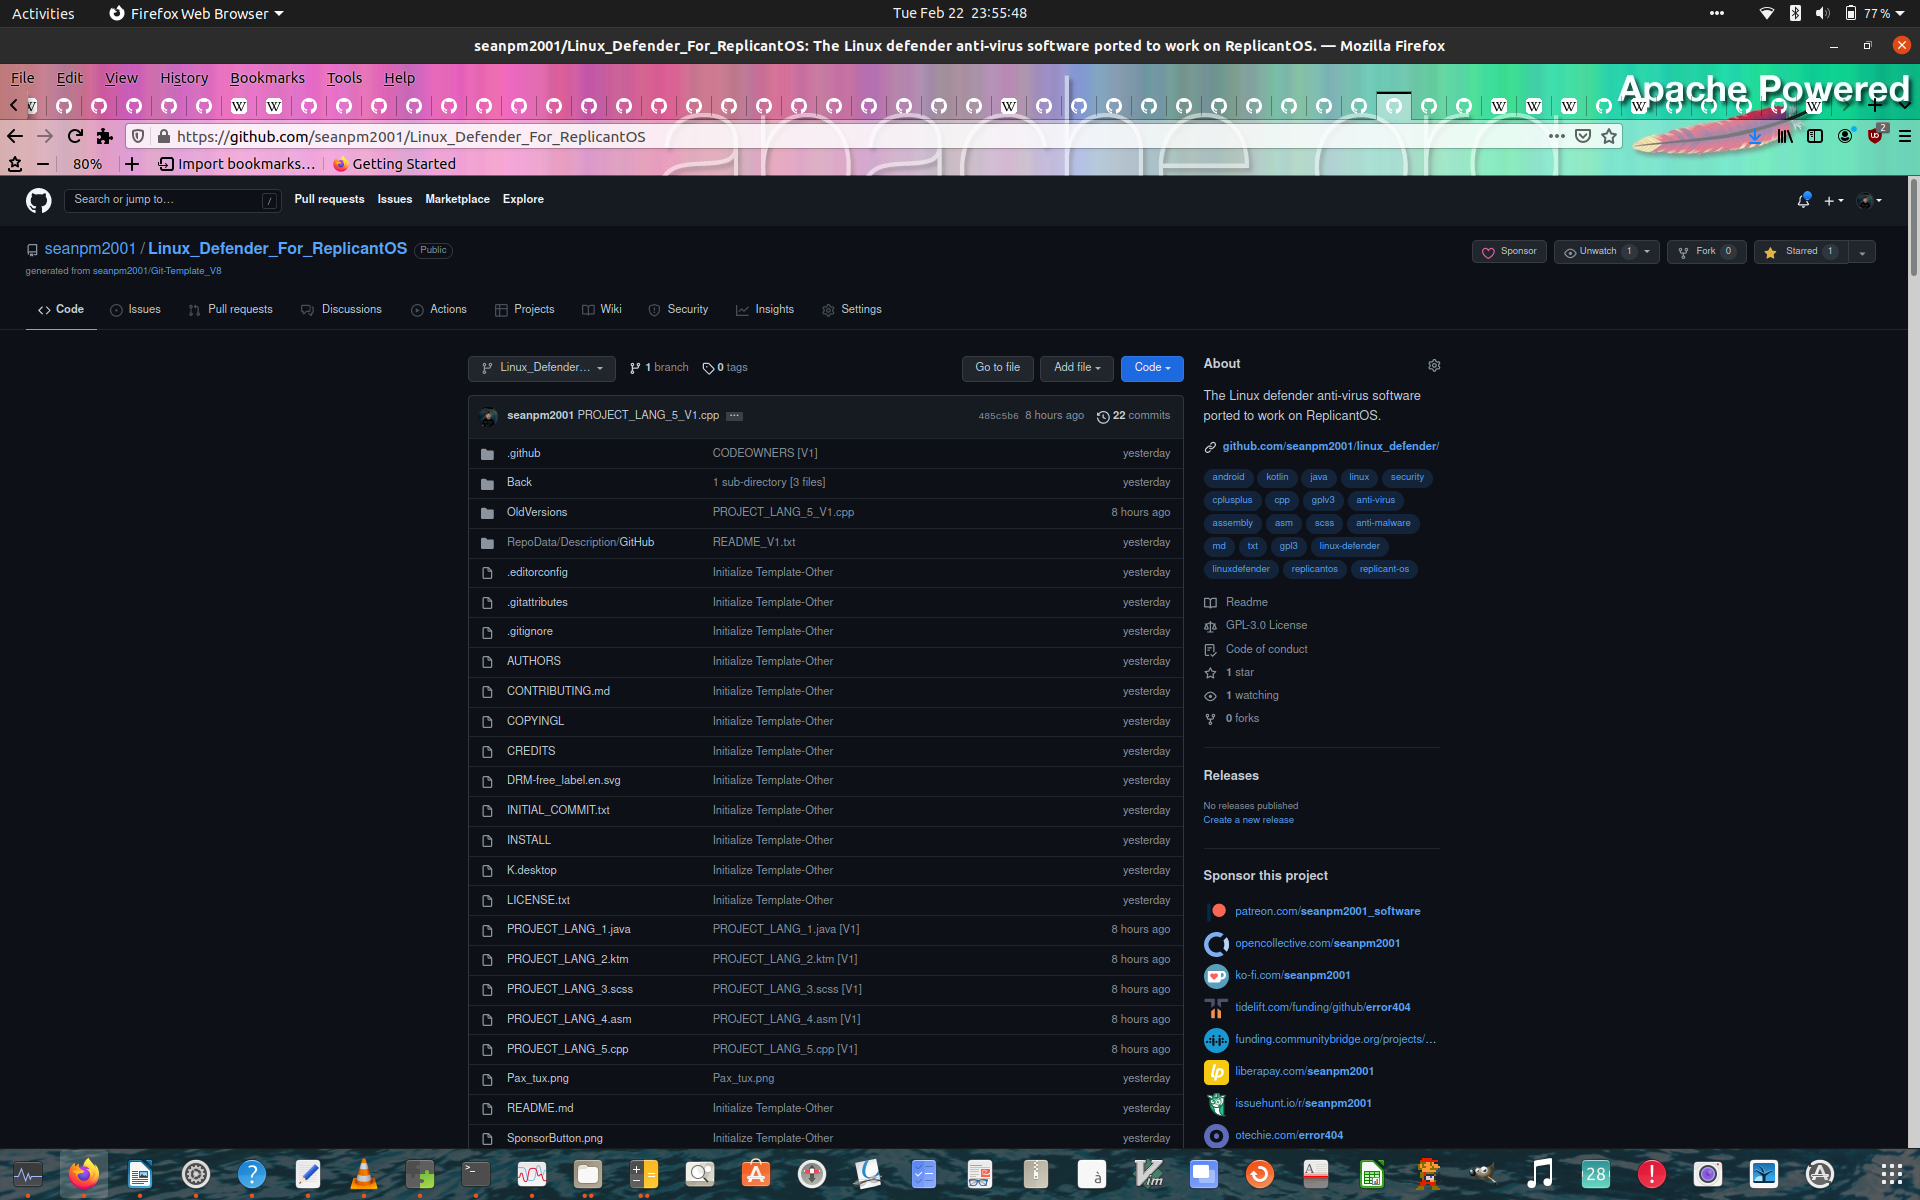 Activities Firefox Web Browser Tue Feb 22 23:55:48 77 %
seanpm2001/Linux_Defender_For_ReplicantOS: The Linux defender anti-virus software ported to work on ReplicantOS. — Mozilla Firefox
File Edit View History Bookmarks Tools Help
Apache Powered
https://github.com/seanpm2001/Linux_Defender_For_ReplicantOS 2
80% Import bookmarks… Getting Started
apache org
Search or jump to… / Pull requests Issues Marketplace Explore
seanpm2001 / Linux_Defender_For_ReplicantOS Public Sponsor Unwatch 1 Fork 0 Starred 1
generated from seanpm2001/Git-Template_V8
Code Issues Pull requests Discussions Actions Projects Wiki Security Insights Settings
Linux_Defender... 1 branch 0 tags Go to file Add file Code
seanpm2001 PROJECT_LANG_5_V1.cpp ... 485c5b6 8 hours ago 22 commits
.github CODEOWNERS [V1] yesterday
Back 1 sub-directory [3 files] yesterday
OldVersions PROJECT_LANG_5_V1.cpp 8 hours ago
RepoData/Description/GitHub README_V1.txt yesterday
.editorconfig Initialize Template-Other yesterday
.gitattributes Initialize Template-Other yesterday
.gitignore Initialize Template-Other yesterday
AUTHORS Initialize Template-Other yesterday
CONTRIBUTING.md Initialize Template-Other yesterday
COPYINGL Initialize Template-Other yesterday
CREDITS Initialize Template-Other yesterday
DRM-free_label.en.svg Initialize Template-Other yesterday
INITIAL_COMMIT.txt Initialize Template-Other yesterday
INSTALL Initialize Template-Other yesterday
K.desktop Initialize Template-Other yesterday
LICENSE.txt Initialize Template-Other yesterday
PROJECT_LANG_1.java PROJECT_LANG_1.java [V1] 8 hours ago
PROJECT_LANG_2.ktm PROJECT_LANG_2.ktm [V1] 8 hours ago
PROJECT_LANG_3.scss PROJECT_LANG_3.scss [V1] 8 hours ago
PROJECT_LANG_4.asm PROJECT_LANG_4.asm [V1] 8 hours ago
PROJECT_LANG_5.cpp PROJECT_LANG_5.cpp [V1] 8 hours ago
Pax_tux.png Pax_tux.png yesterday
README.md Initialize Template-Other yesterday
SponsorButton.png Initialize Template-Other yesterday
About
The Linux defender anti-virus software
ported to work on ReplicantOS.
github.com/seanpm2001/linux_defender/
android kotlin java linux security
cplusplus cpp gplv3 anti-virus
assembly asm scss anti-malware
md txt gpl3 linux-defender
linuxdefender replicantos replicant-os
Readme
GPL-3.0 License
Code of conduct
1 star
1 watching
0 forks
Releases
No releases published
Create a new release
Sponsor this project
patreon.com/seanpm2001_software
opencollective.com/seanpm2001
ko-fi.com/seanpm2001
tidelift.com/funding/github/error404
funding.communitybridge.org/projects/...
liberapay.com/seanpm2001
issuehunt.io/r/seanpm2001
otechie.com/error404
28